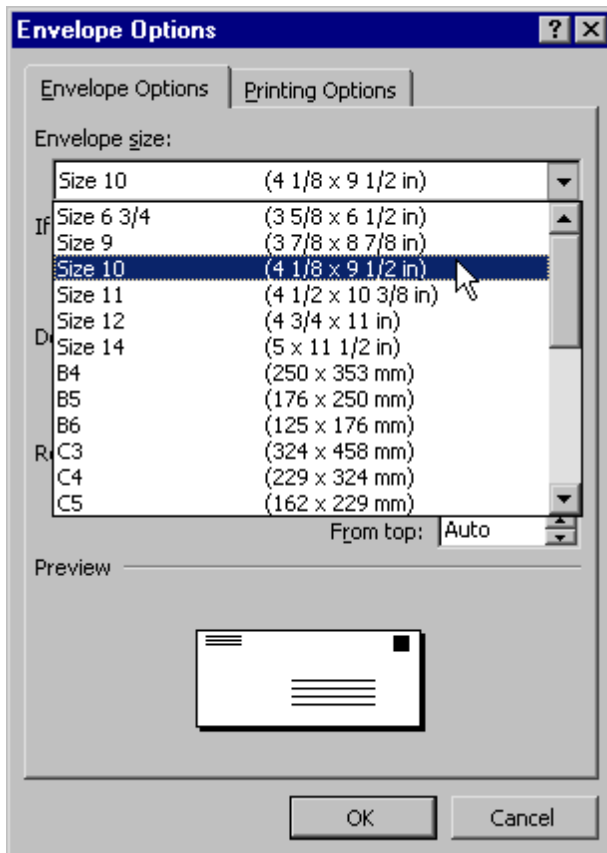 Envelope Options
Envelope Options Printing Options
Envelope size:
Size 10 (4 1/8 x 9 1/2 in)
If
Size 6 3/4 (3 5/8 x 6 1/2 in)
Size 9 (3 7/8 x 8 7/8 in)
Size 10 (4 1/8 x 9 1/2 in)
Size 11 (4 1/2 x 10 3/8 in)
Size 12 (4 3/4 x 11 in)
Size 14 (5 x 11 1/2 in)
B4 (250 x 353 mm)
B5 (176 x 250 mm)
B6 (125 x 176 mm)
C3 (324 x 458 mm)
C4 (229 x 324 mm)
C5 (162 x 229 mm)
From top: Auto
Preview
OK Cancel